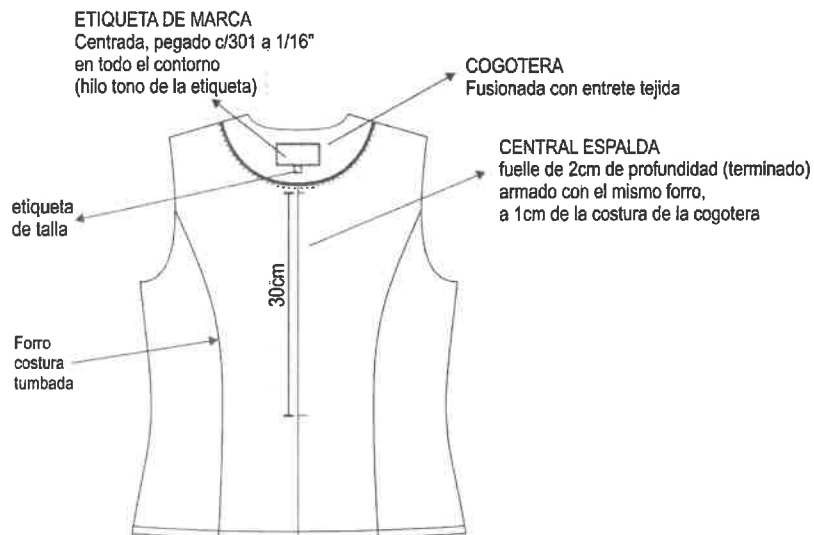 ETIQUETA DE MARCA
Centrada, pegado c/301 a 1/16"
en todo el contorno
(hilo tono de la etiqueta)
COGOTERA
Fusionada con entrete tejida
CENTRAL ESPALDA
fuelle de 2cm de profundidad (terminado)
armado con el mismo forro,
a 1cm de la costura de la cogotera
etiqueta
de talla
30cm
Forro
costura
tumbada